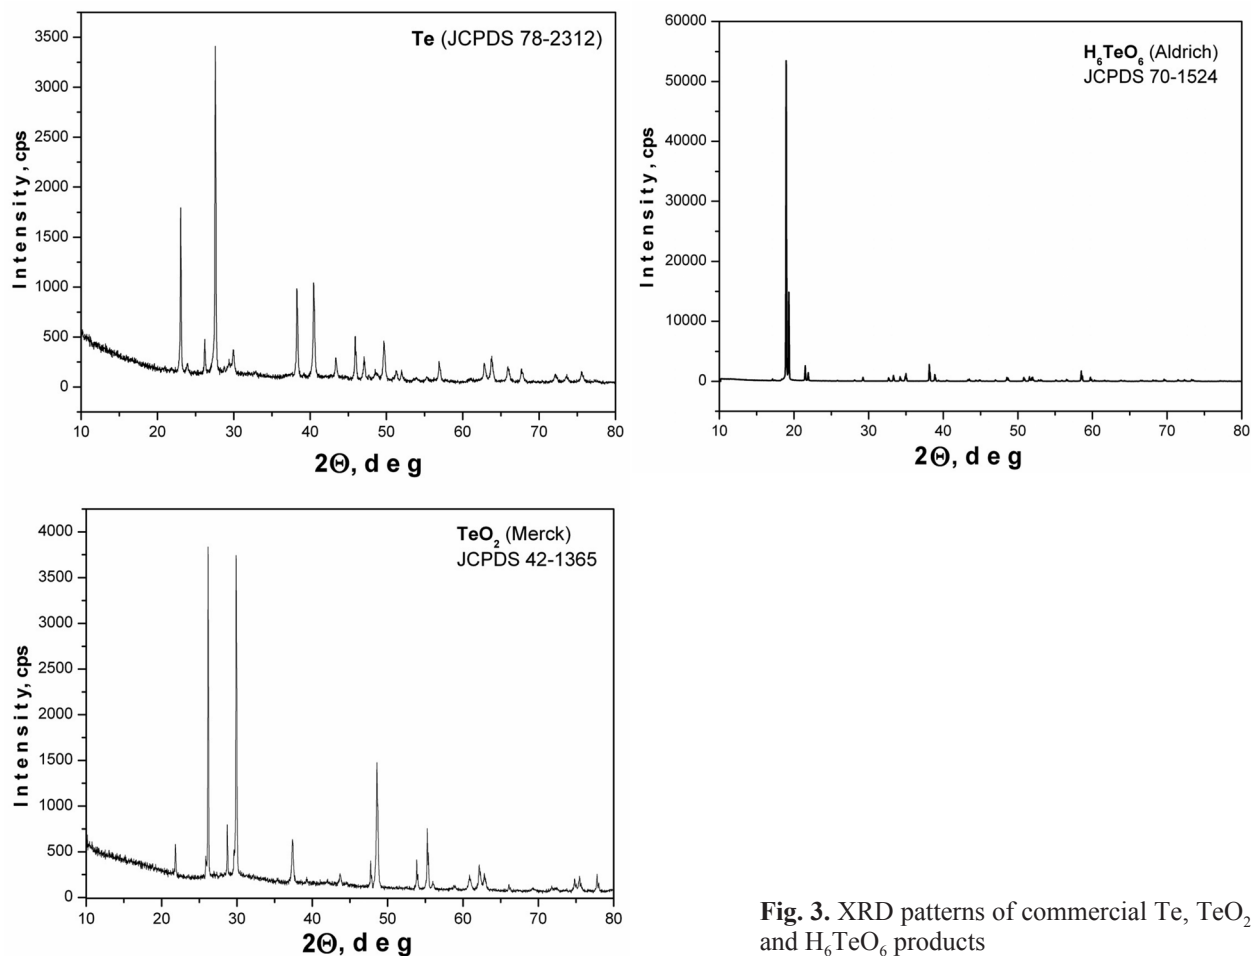 Te (JCPDS 78-2312)
3500
3000
2500
2000
1500
1000
500
0
Intensity, cps
10 20 30 40 50 60 70 80
2Θ, deg
H₆TeO₆ (Aldrich)
JCPDS 70-1524
60000
50000
40000
30000
20000
10000
0
Intensity, cps
10 20 30 40 50 60 70 80
2Θ, deg
TeO₂ (Merck)
JCPDS 42-1365
4000
3500
3000
2500
2000
1500
1000
500
0
Intensity, cps
10 20 30 40 50 60 70 80
2Θ, deg
Fig. 3. XRD patterns of commercial Te, TeO₂
and H₆TeO₆ products